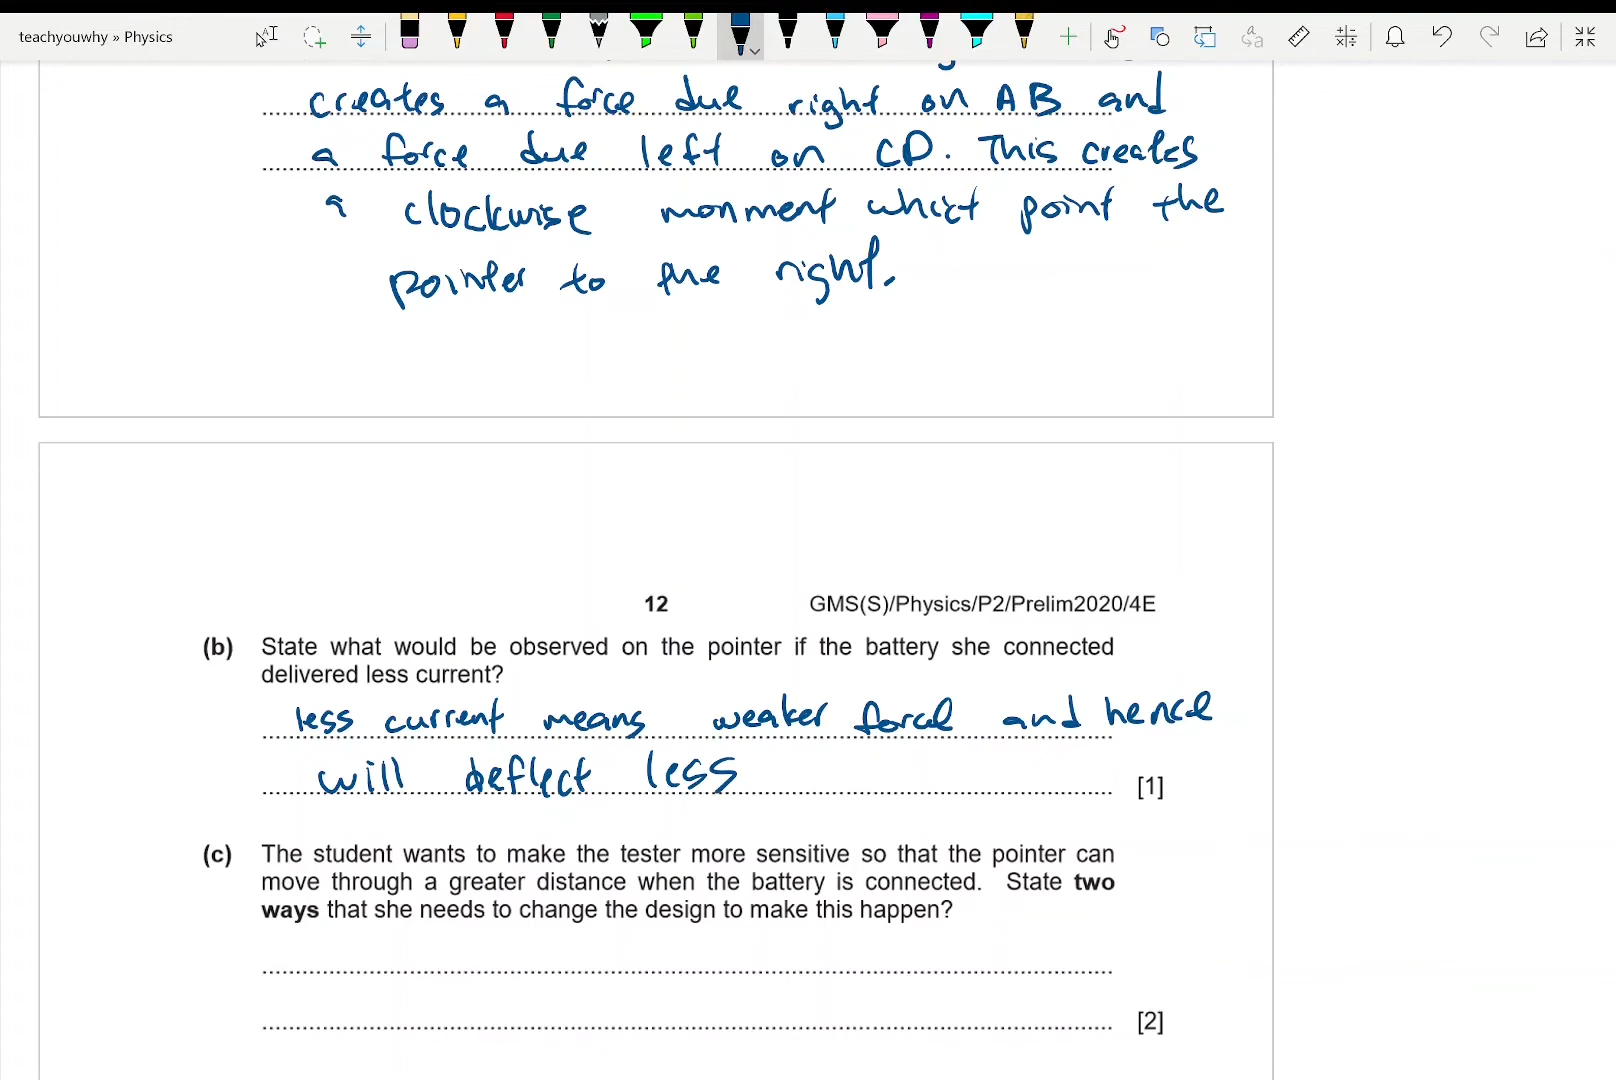 teachyouwhy » Physics
creates a force due right on AB and
a force due left on CD. This creates
a clockwise monment whict point the
pointer to the right.
12 GMS(S)/Physics/P2/Prelim2020/4E
(b) State what would be observed on the pointer if the battery she connected
delivered less current?
less current means weaker force and hence
will deflect less
[1]
(c) The student wants to make the tester more sensitive so that the pointer can
move through a greater distance when the battery is connected. State two
ways that she needs to change the design to make this happen?
[2]